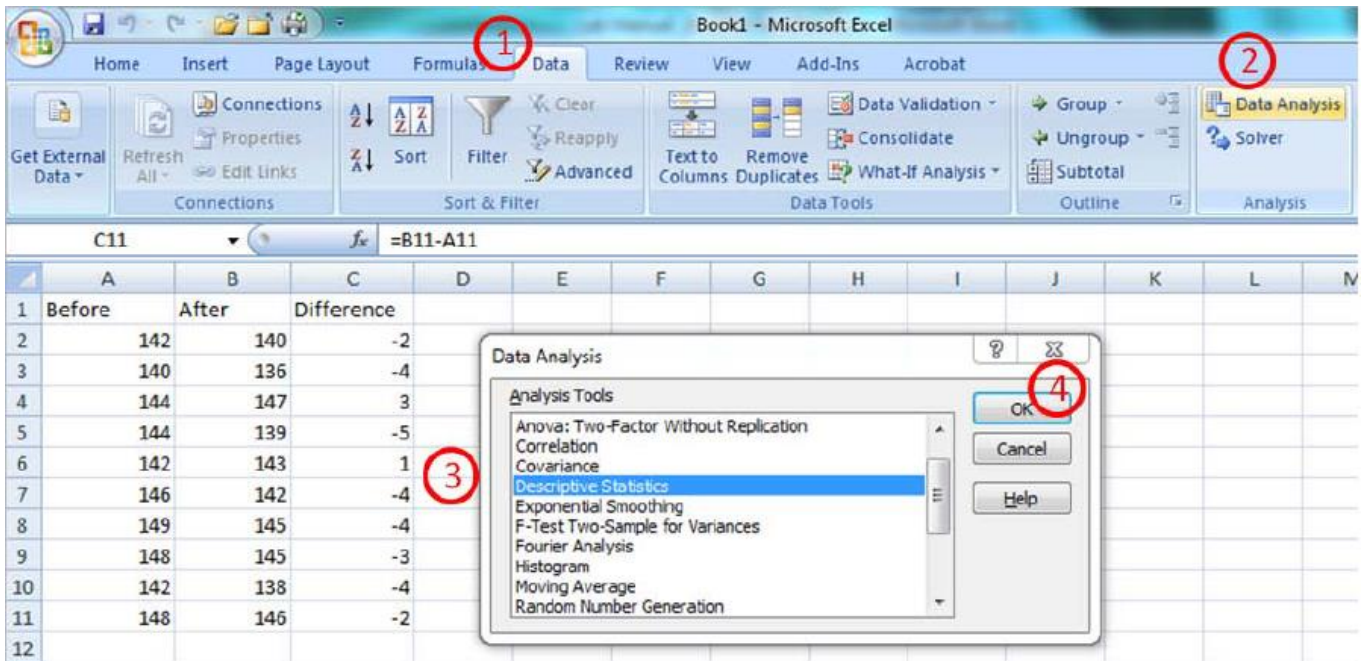 Book1 - Microsoft Excel
1
2
Home Insert Page Layout Formulas Data Review View Add-Ins Acrobat
Get External Data
Refresh All
Connections
Properties
Edit Links
Connections
A Z
Z A
A Z Z A
Sort
Filter
Clear
Reapply
Advanced
Sort & Filter
Text to Columns
Remove Duplicates
Data Validation
Consolidate
What-If Analysis
Data Tools
Group
Ungroup
Subtotal
Outline
Data Analysis
Solver
Analysis
C11 fx =B11-A11
A B C D E F G H I J K L
1 Before After Difference
2 142 140 -2
3 140 136 -4
4 144 147 3
5 144 139 -5
6 142 143 1
7 146 142 -4
8 149 145 -4
9 148 145 -3
10 142 138 -4
11 148 146 -2
12
Data Analysis ?
Analysis Tools
Anova: Two-Factor Without Replication
Correlation
Covariance
Descriptive Statistics
Exponential Smoothing
F-Test Two-Sample for Variances
Fourier Analysis
Histogram
Moving Average
Random Number Generation
3
4
OK
Cancel
Help